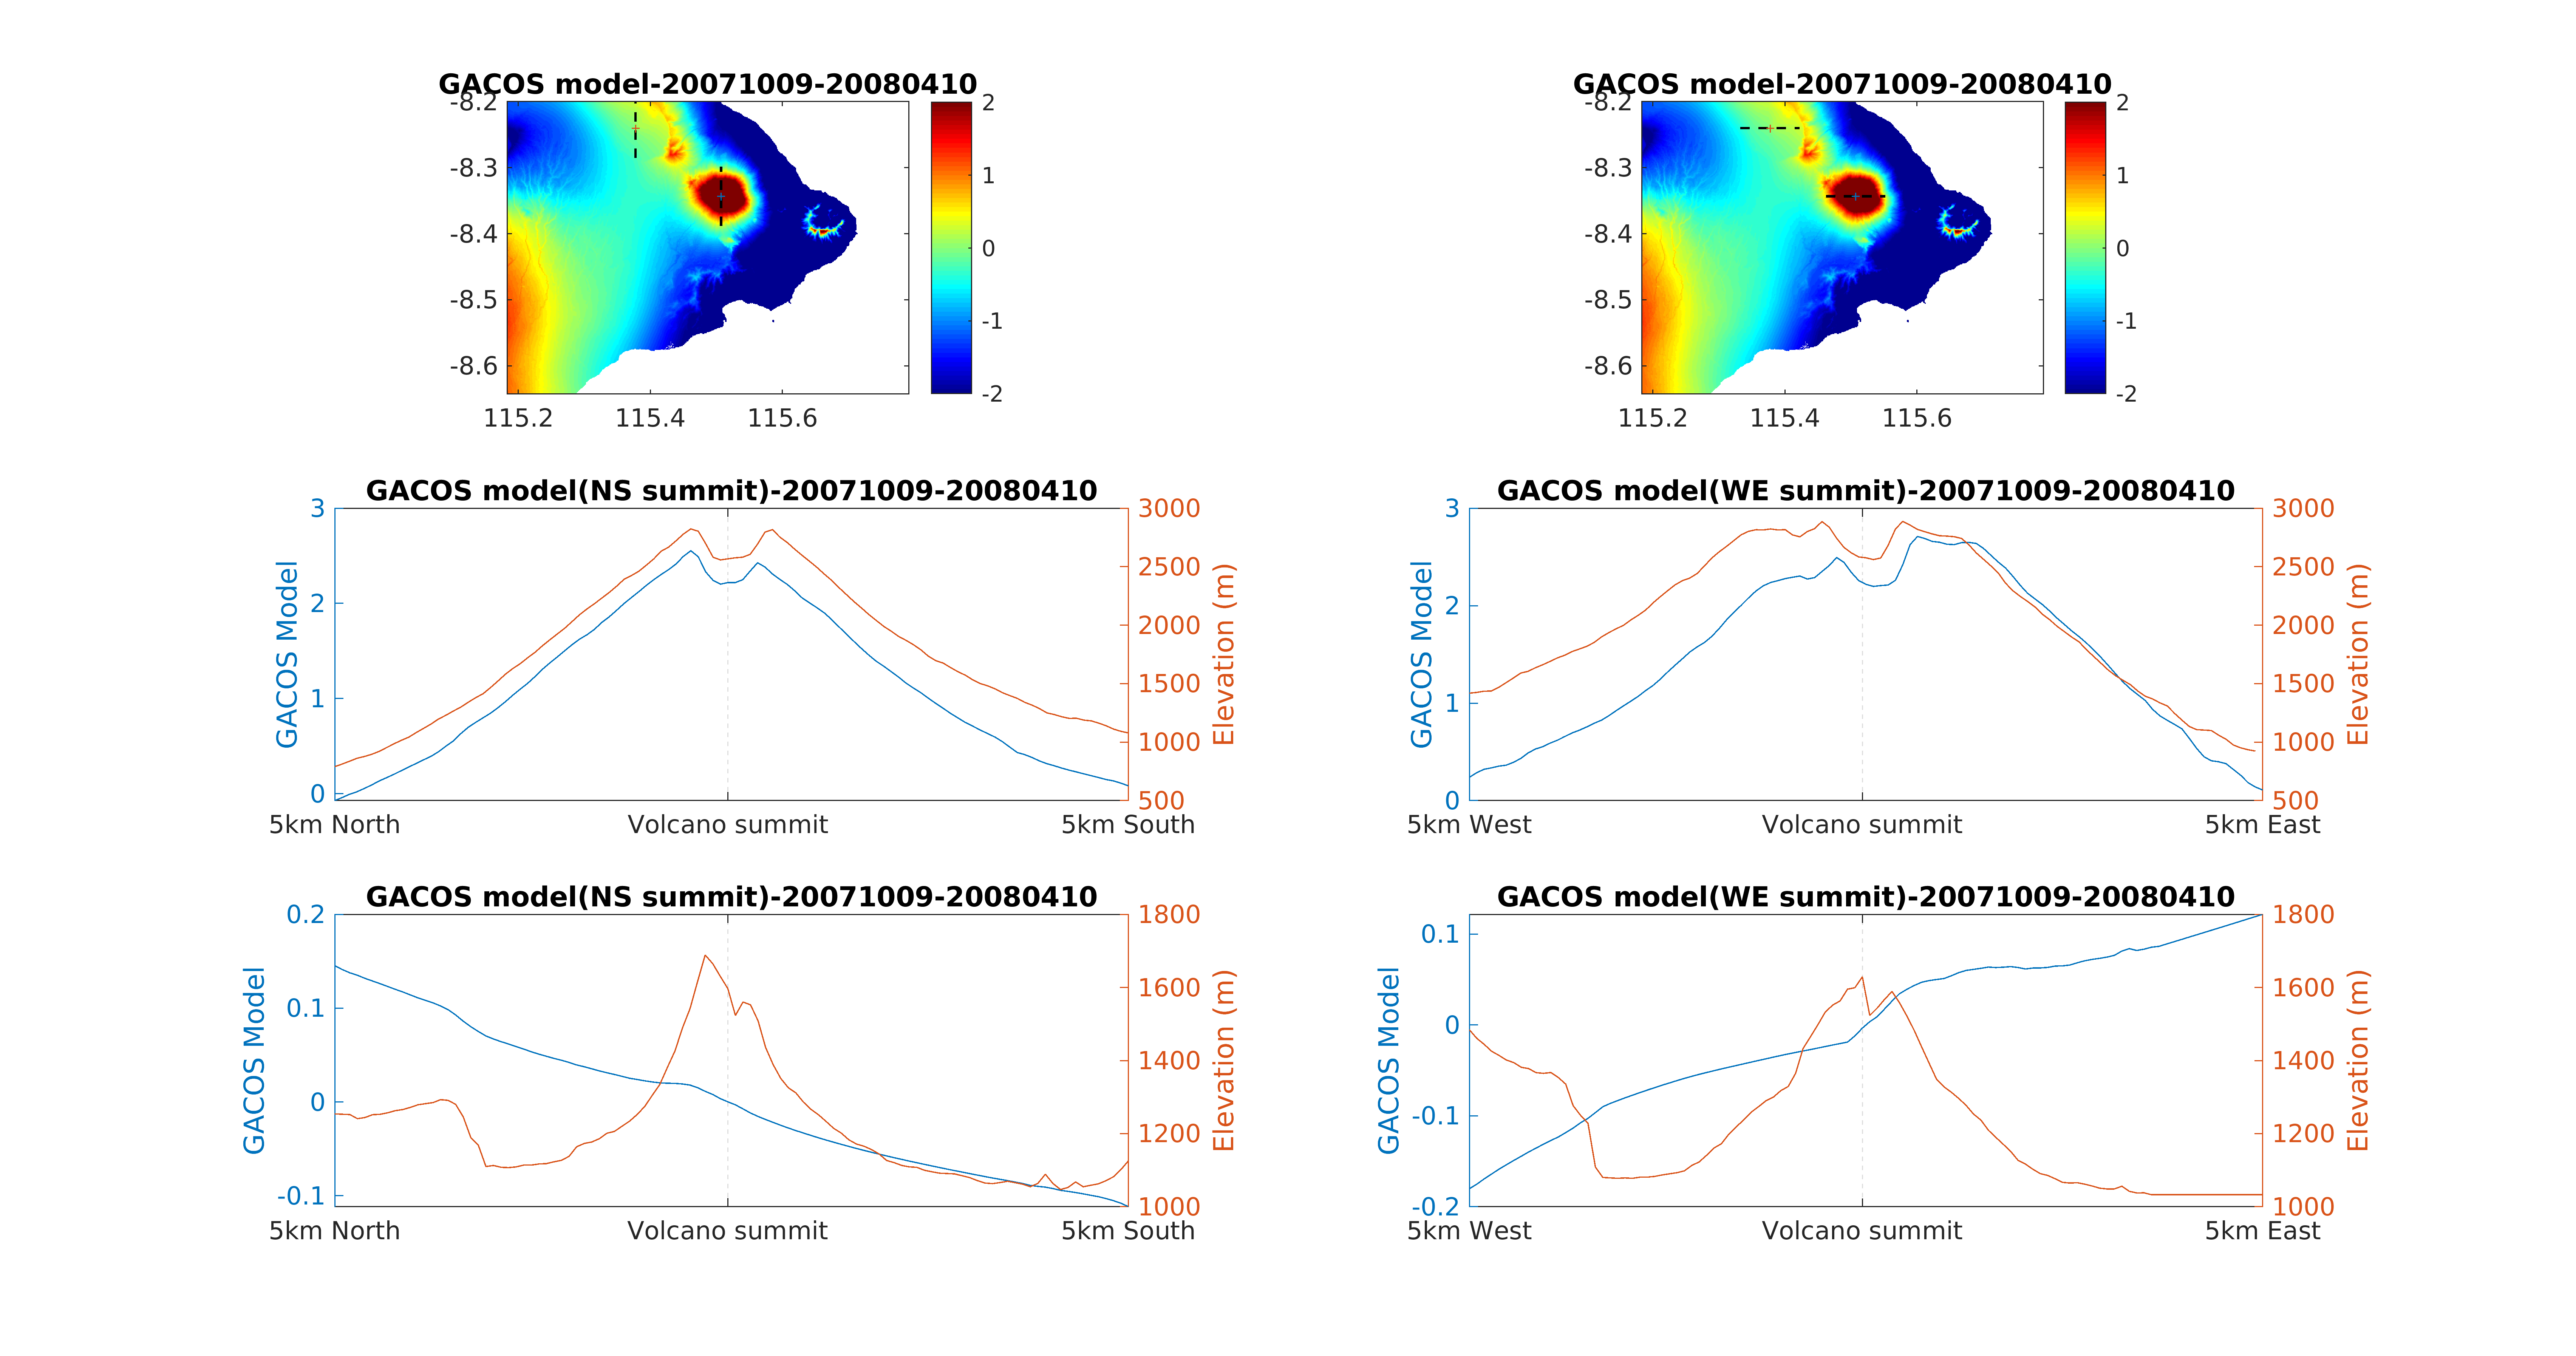 GACOS model-20071009-20080410
-8.2
-8.3
-8.4
-8.5
-8.6
115.2 115.4 115.6
2
1
0
-1
-2
GACOS model-20071009-20080410
-8.2
-8.3
-8.4
-8.5
-8.6
115.2 115.4 115.6
2
1
0
-1
-2
GACOS model(NS summit)-20071009-20080410
GACOS Model
3
2
1
0
3000
2500
2000
1500
1000
500
Elevation (m)
5km North Volcano summit 5km South
GACOS model(WE summit)-20071009-20080410
GACOS Model
3
2
1
0
3000
2500
2000
1500
1000
500
Elevation (m)
5km West Volcano summit 5km East
GACOS model(NS summit)-20071009-20080410
GACOS Model
0.2
0.1
0
-0.1
1800
1600
1400
1200
1000
Elevation (m)
5km North Volcano summit 5km South
GACOS model(WE summit)-20071009-20080410
GACOS Model
0.1
0
-0.1
-0.2
1800
1600
1400
1200
1000
Elevation (m)
5km West Volcano summit 5km East